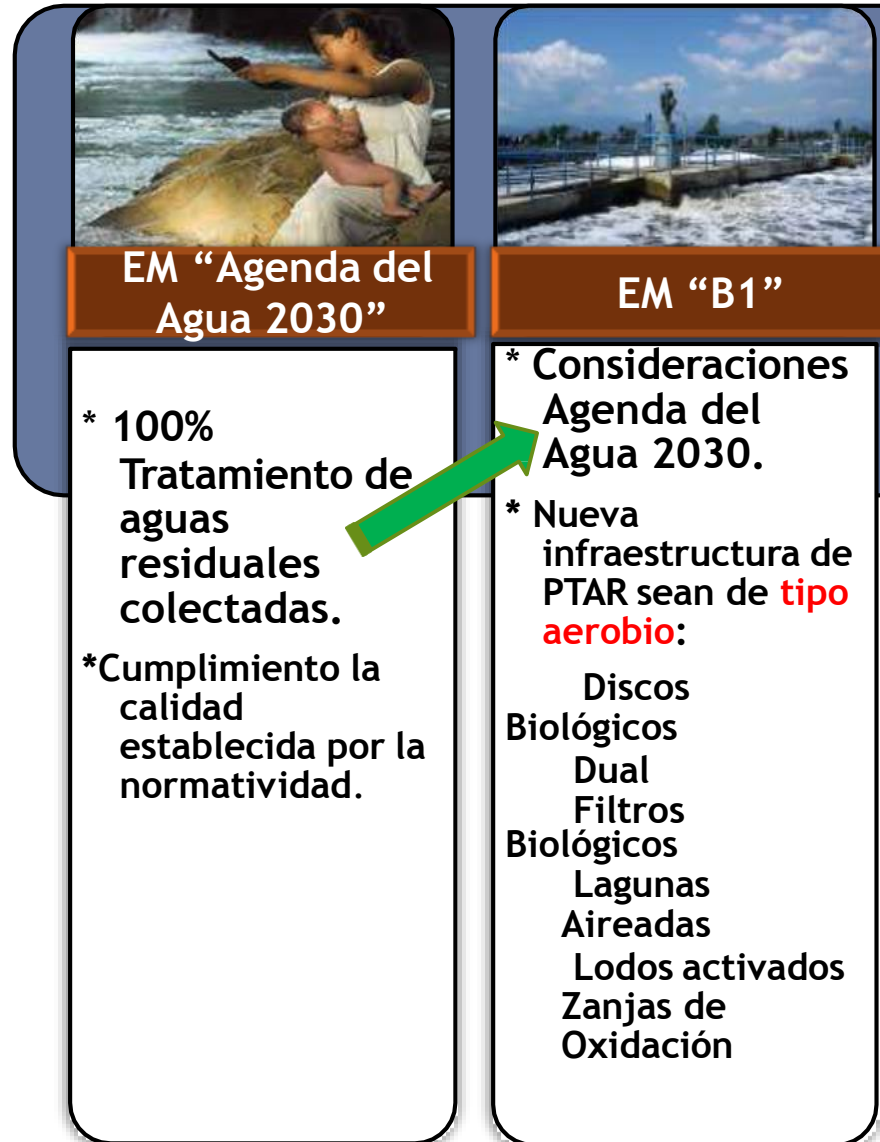 EM “Agenda del
Agua 2030”
* 100%
Tratamiento de
aguas
residuales
colectadas.
*Cumplimiento la
calidad
establecida por la
normatividad.
EM “B1”
* Consideraciones
Agenda del
Agua 2030.
* Nueva
infraestructura de
PTAR sean de tipo
aerobio:
Discos
Biológicos
Dual
Filtros
Biológicos
Lagunas
Aireadas
Lodos activados
Zanjas de
Oxidación